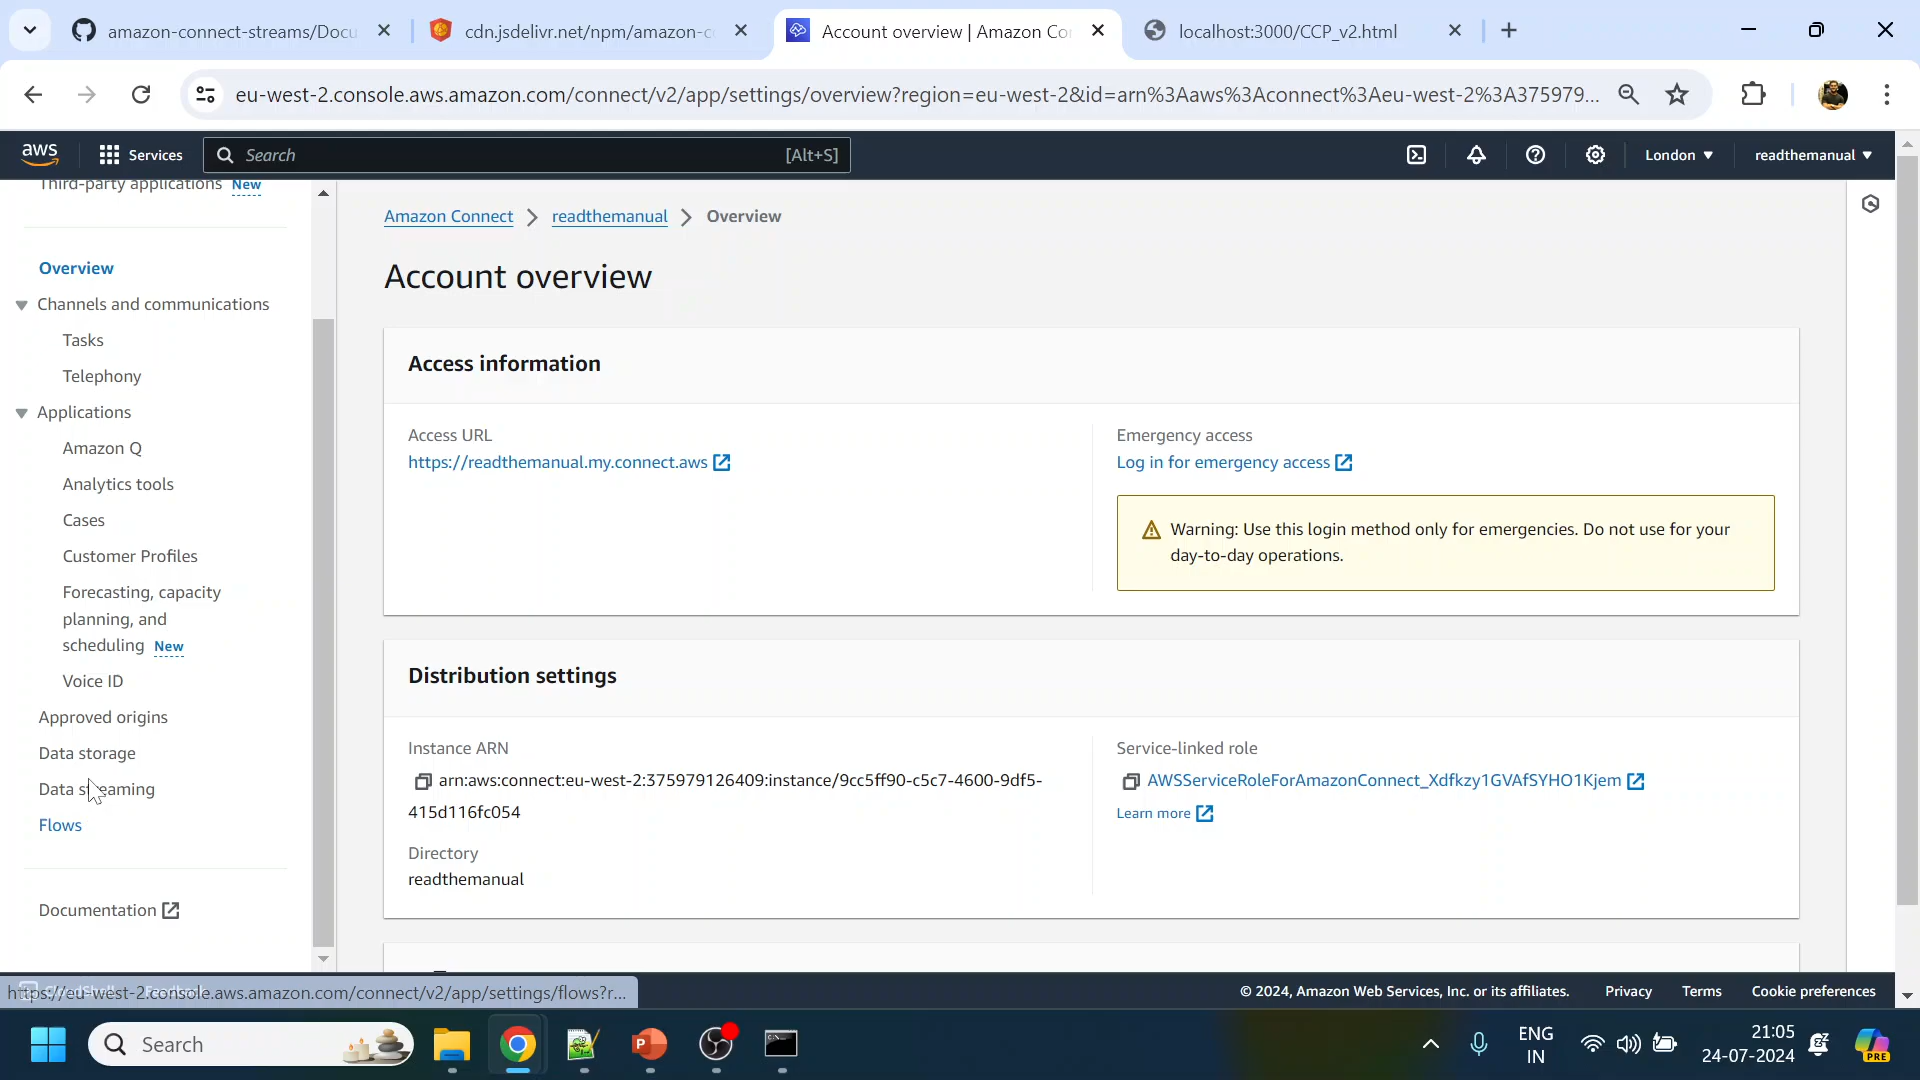 amazon-connect-streams/Docu
cdn.jsdelivr.net/npm/amazon-c
Account overview | Amazon Co
localhost:3000/CCP_v2.html
eu-west-2.console.aws.amazon.com/connect/v2/app/settings/overview?region=eu-west-2&id=arn%3Aaws%3Aconnect%3Aeu-west-2%3A375979...
aws
Services
Search
[Alt+S]
London
readthemanual
Third-party applications New
Overview
Channels and communications
Tasks
Telephony
Applications
Amazon Q
Analytics tools
Cases
Customer Profiles
Forecasting, capacity
planning, and
scheduling New
Voice ID
Approved origins
Data storage
Data streaming
Flows
Documentation
Amazon Connect
readthemanual
Overview
Account overview
Access information
Access URL
https://readthemanual.my.connect.aws
Emergency access
Log in for emergency access
Warning: Use this login method only for emergencies. Do not use for your
day-to-day operations.
Distribution settings
Instance ARN
arn:aws:connect:eu-west-2:375979126409:instance/9cc5ff90-c5c7-4600-9df5-
415d116fc054
Directory
readthemanual
Service-linked role
AWSServiceRoleForAmazonConnect_Xdfkzy1GVAfSYHO1Kjem
Learn more
https://eu-west-2.console.aws.amazon.com/connect/v2/app/settings/flows?r...
© 2024, Amazon Web Services, Inc. or its affiliates.
Privacy
Terms
Cookie preferences
Search
ENG
IN
21:05
24-07-2024
PRE